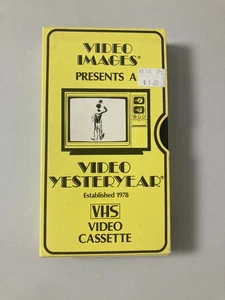 VIDEO
IMAGES®
PRESENTS A
VIDEO
YESTERYEAR®
Established 1978
VHS
VIDEO
CASSETTE